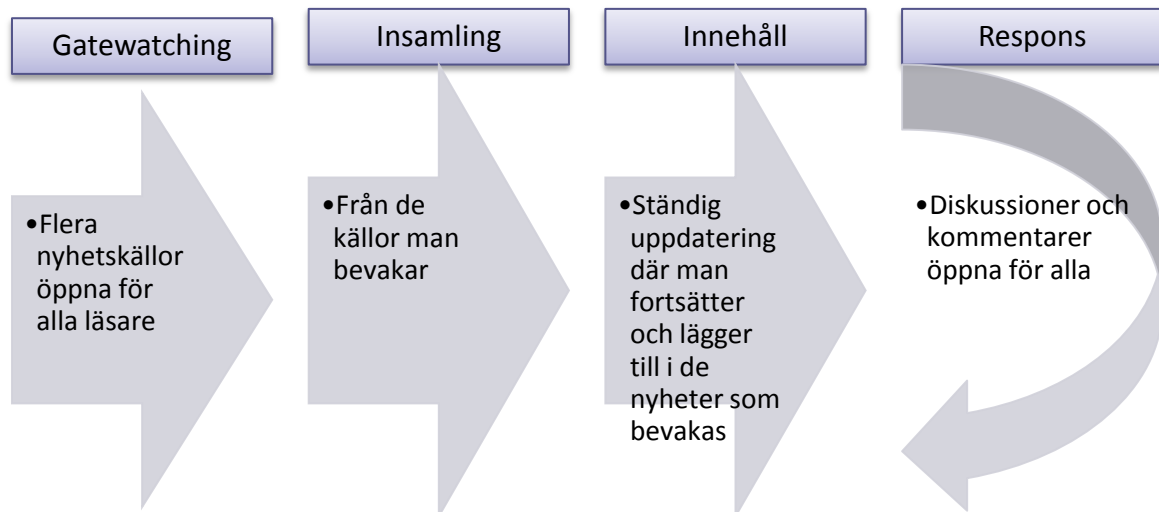 Gatewatching
•Flera
nyhetskällor
öppna för
alla läsare
Insamling
•Från de
källor man
bevakar
Innehåll
•Ständig
uppdatering
där man
fortsätter
och lägger
till i de
nyheter som
bevakas
Respons
•Diskussioner och
kommentarer
öppna för alla